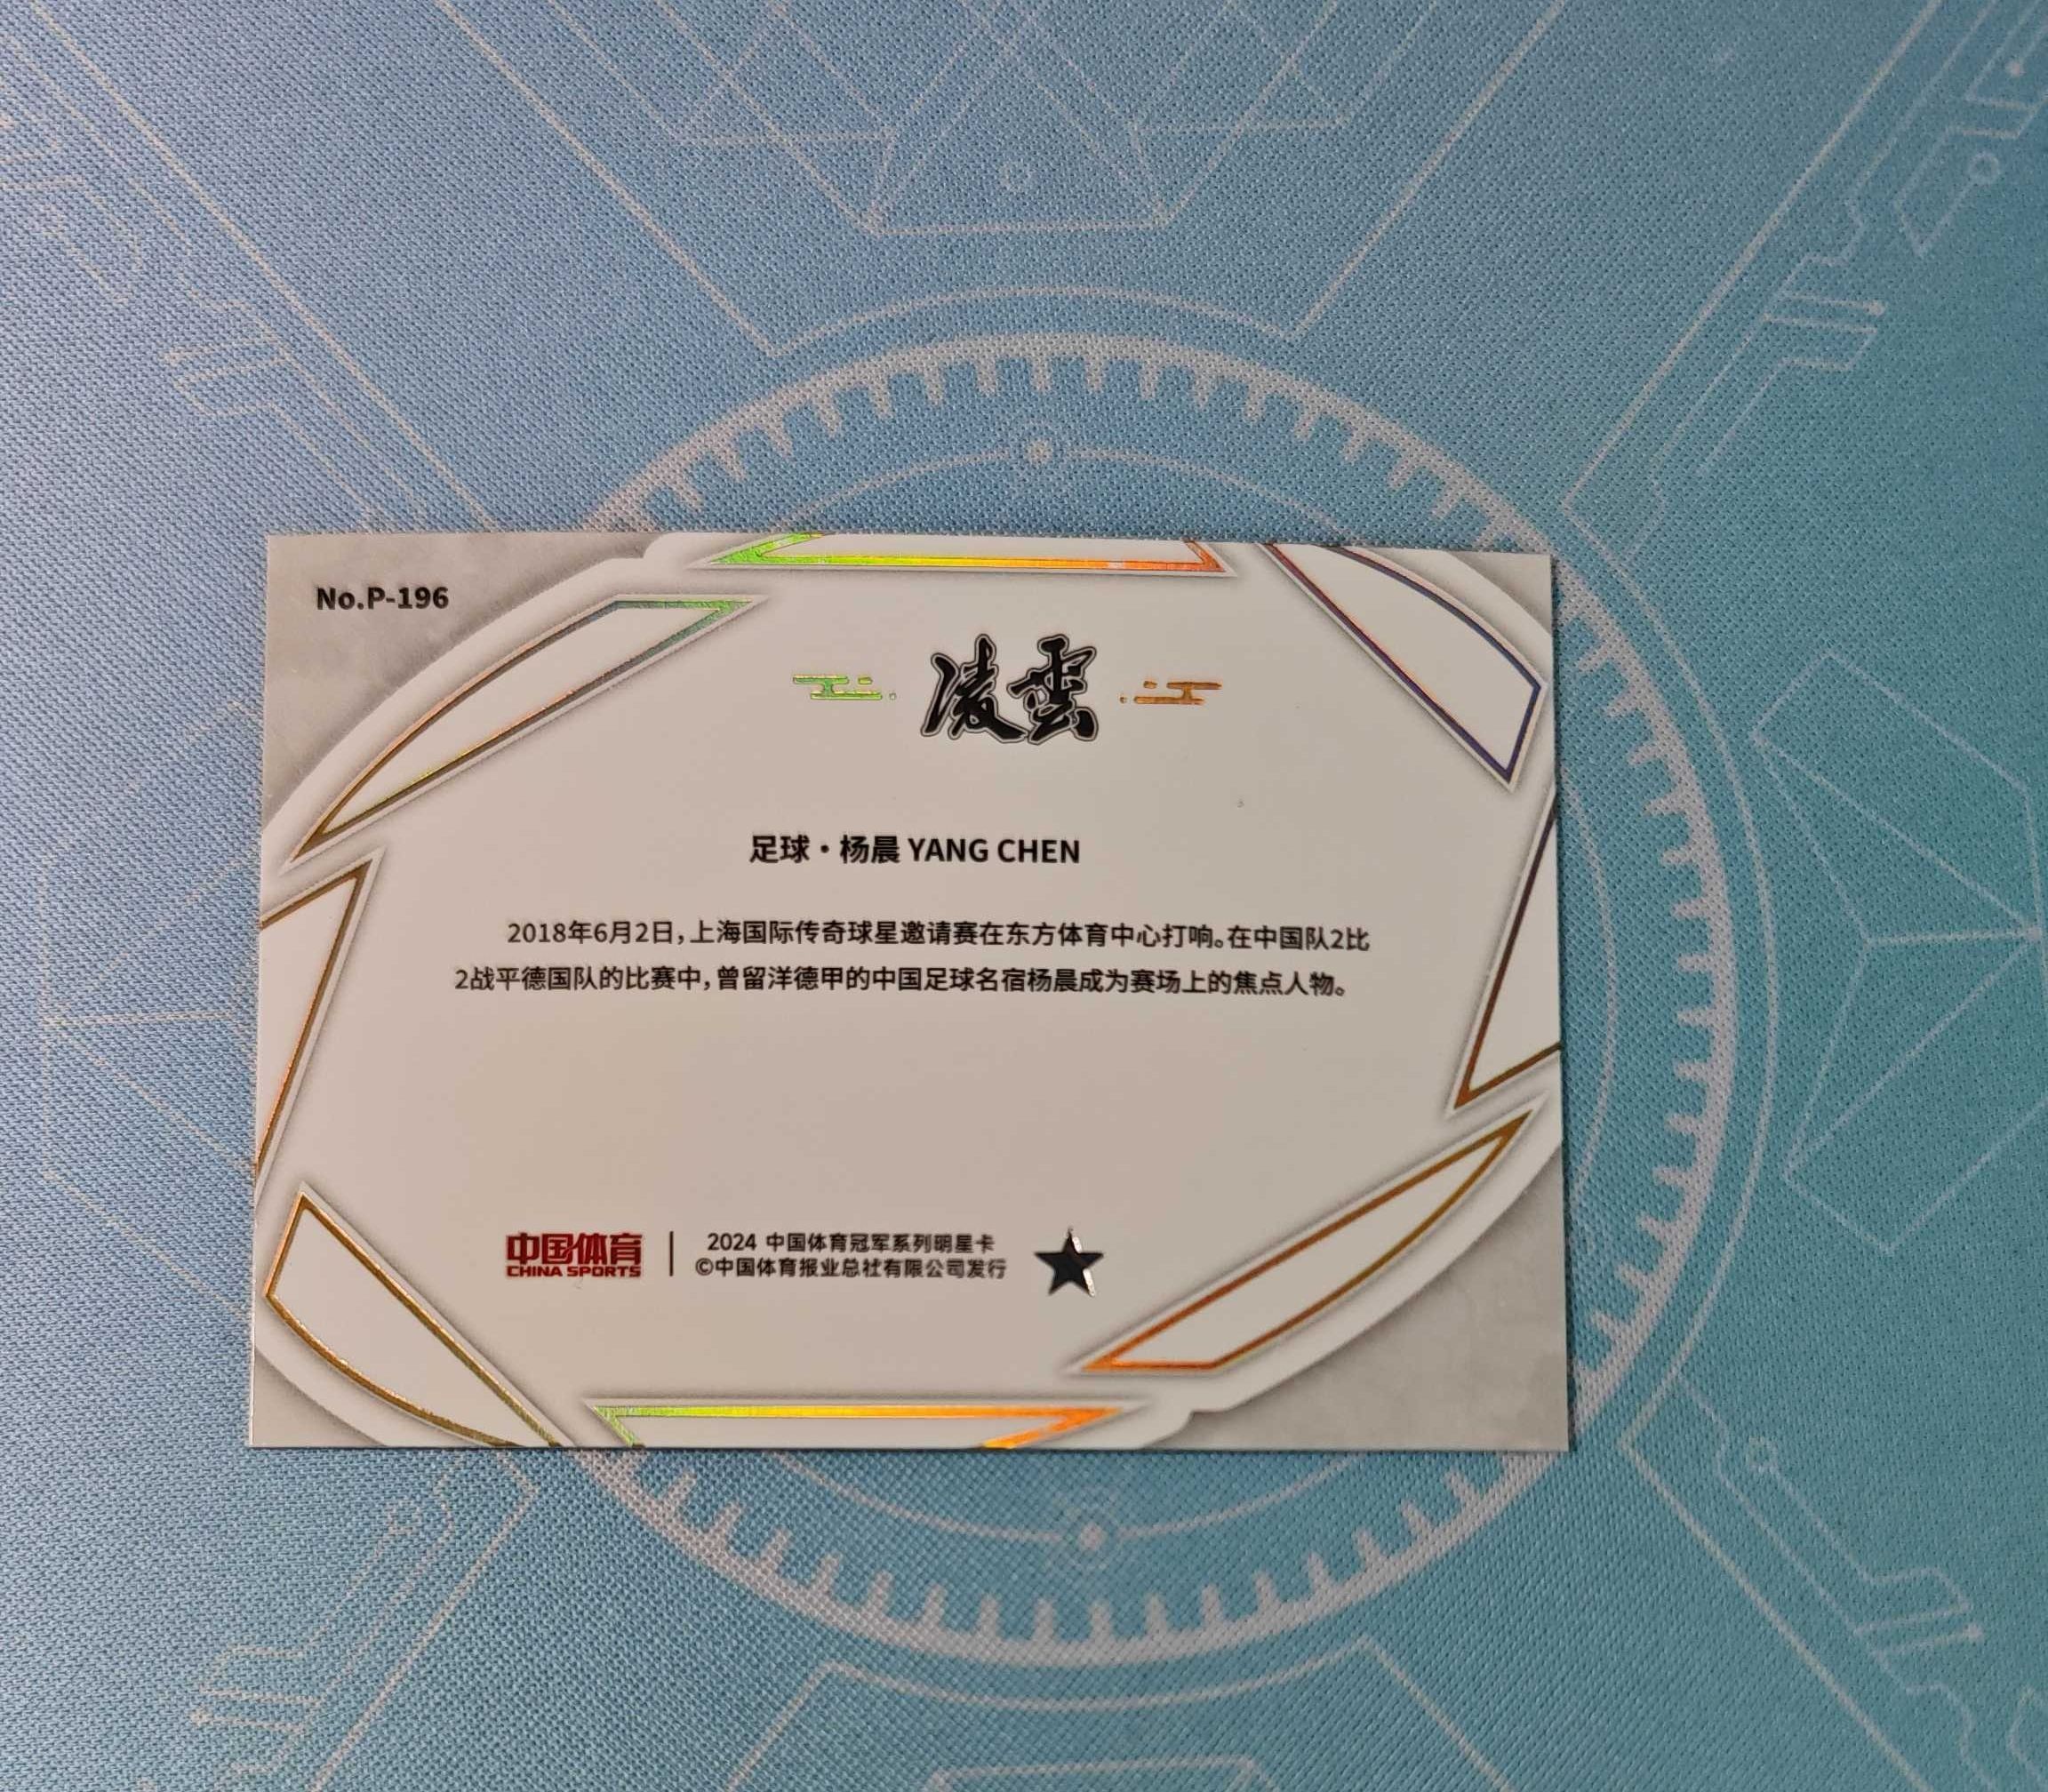 No.P-196
凌雲
足球·杨晨 YANG CHEN
2018年6月2日，上海国际传奇球星邀请赛在东方体育中心打响。在中国队2比
2战平德国队的比赛中，曾留洋德甲的中国足球名宿杨晨成为赛场上的焦点人物。
中国体育
CHINA SPORTS
2024 中国体育冠军系列明星卡
©中国体育报业总社有限公司发行